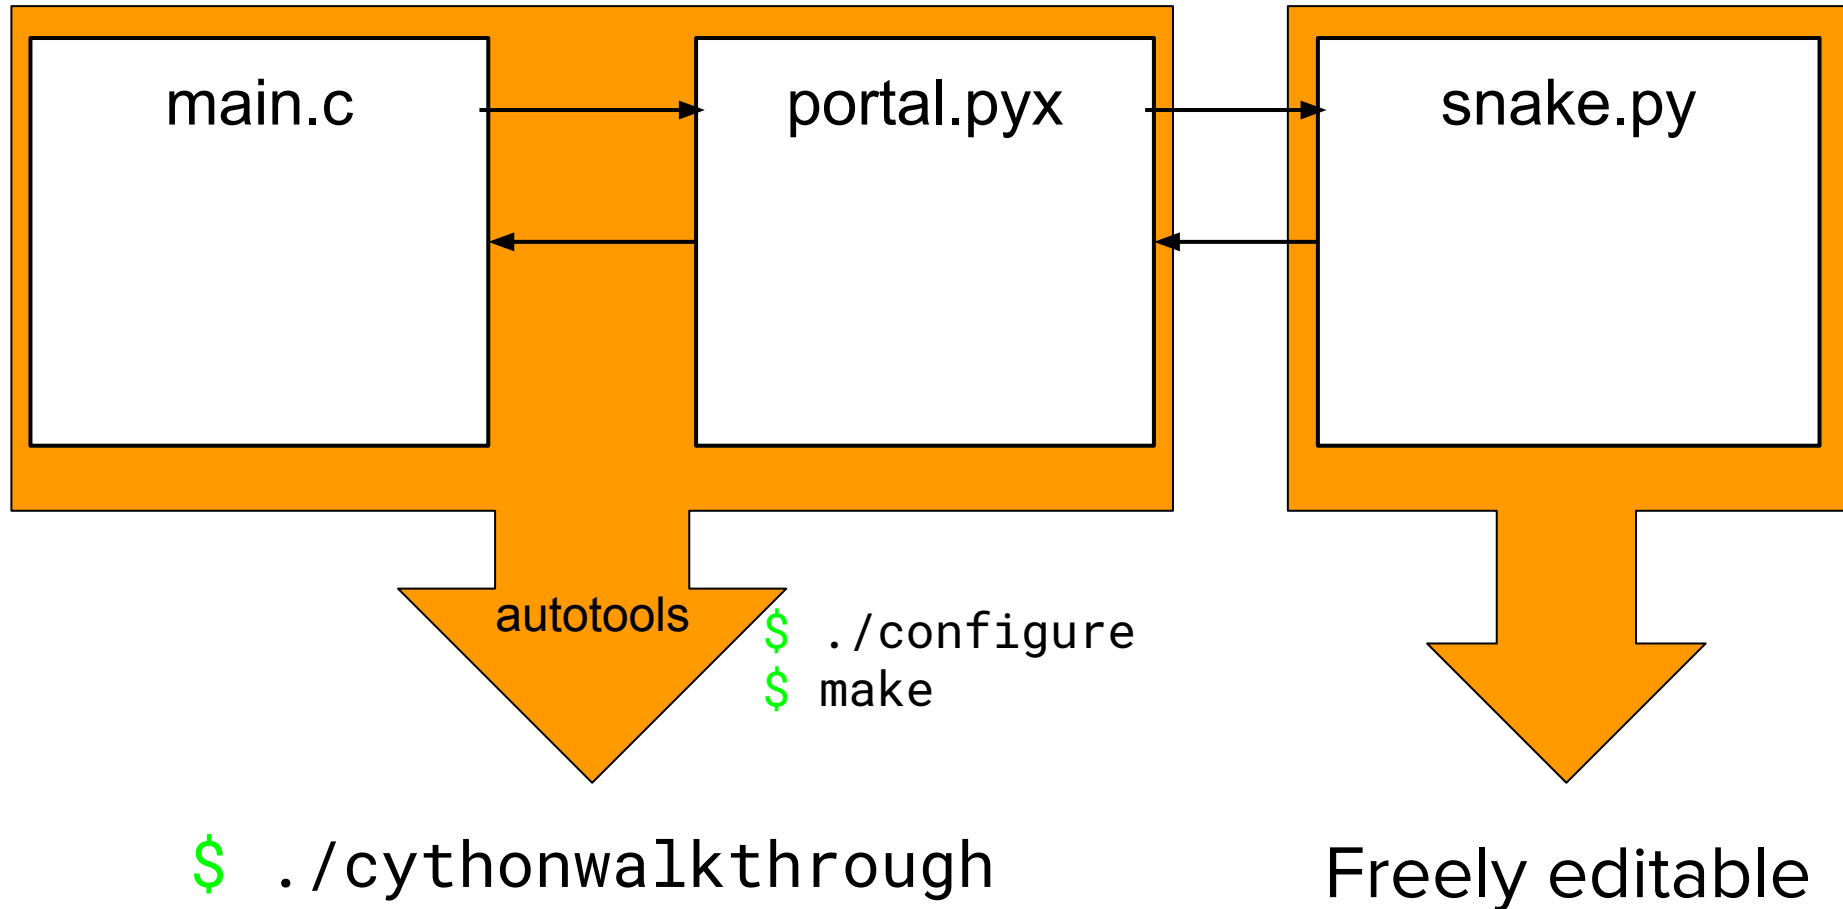 main.c
portal.pyx
snake.py
autotools
$ ./configure
$ make
$ ./cythonwalkthrough
Freely editable